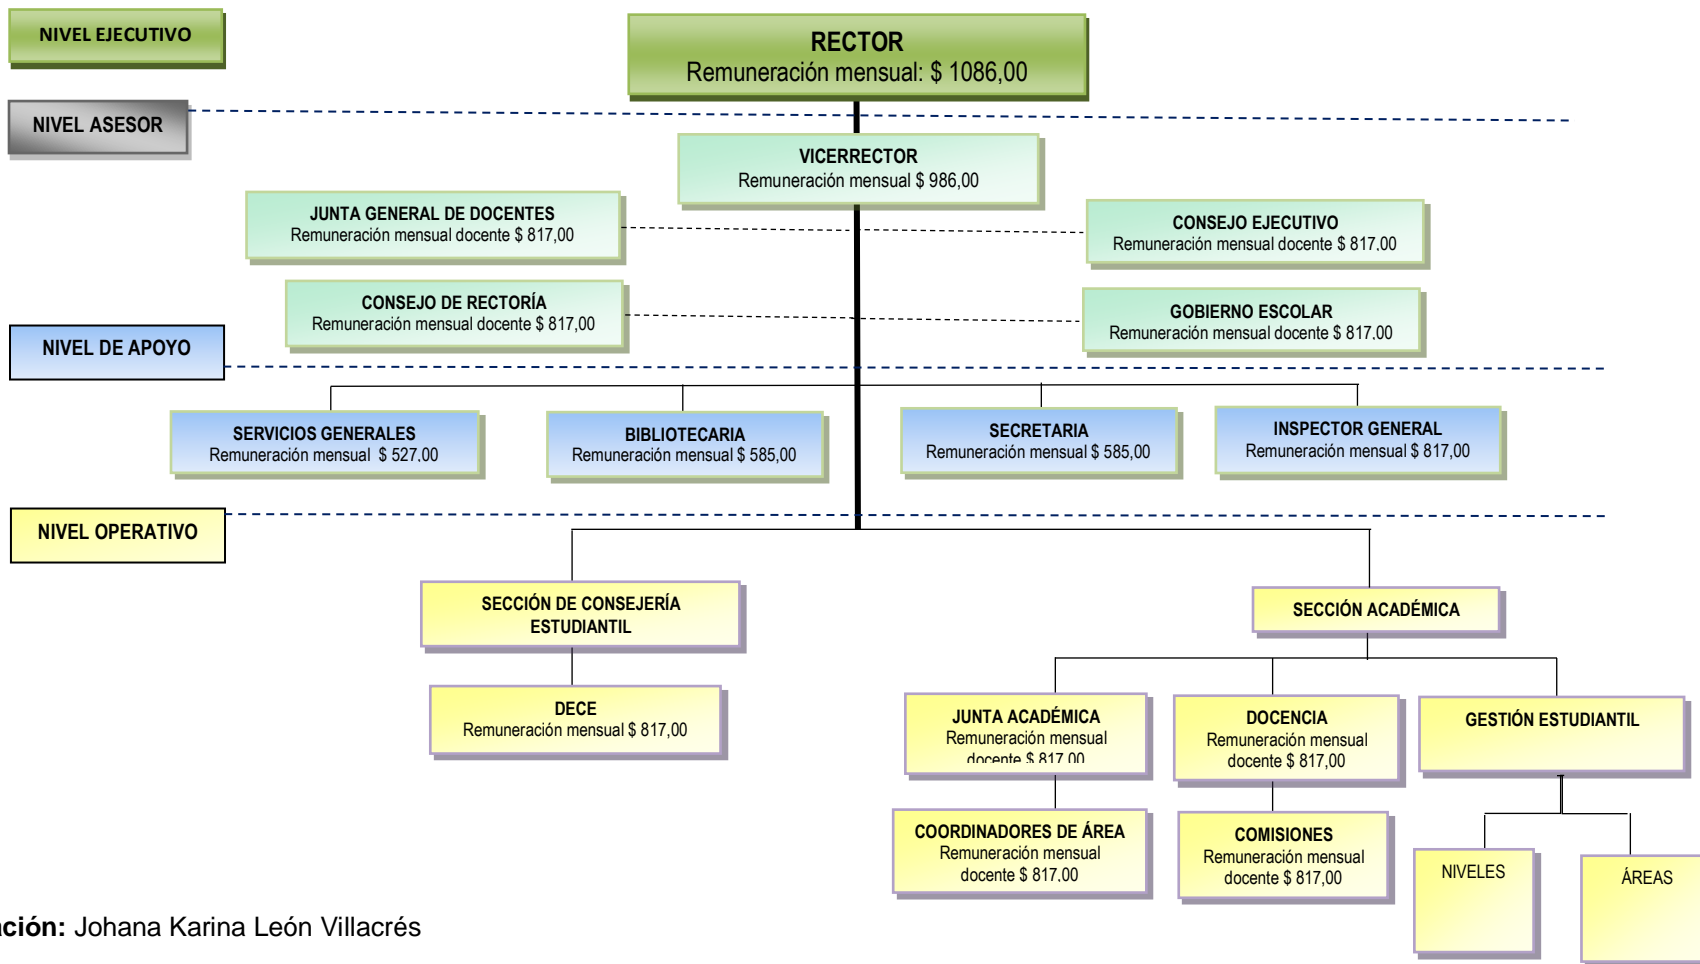 NIVEL EJECUTIVO
RECTOR
Remuneración mensual: $ 1086,00
NIVEL ASESOR
VICERRECTOR
Remuneración mensual $ 986,00
JUNTA GENERAL DE DOCENTES
Remuneración mensual docente $ 817,00
CONSEJO EJECUTIVO
Remuneración mensual docente $ 817,00
CONSEJO DE RECTORÍA
Remuneración mensual docente $ 817,00
GOBIERNO ESCOLAR
Remuneración mensual docente $ 817,00
NIVEL DE APOYO
SERVICIOS GENERALES
Remuneración mensual $ 527,00
BIBLIOTECARIA
Remuneración mensual $ 585,00
SECRETARIA
Remuneración mensual $ 585,00
INSPECTOR GENERAL
Remuneración mensual $ 817,00
NIVEL OPERATIVO
SECCIÓN DE CONSEJERÍA
ESTUDIANTIL
SECCIÓN ACADÉMICA
DECE
Remuneración mensual $ 817,00
JUNTA ACADÉMICA
Remuneración mensual
docente $ 817,00
DOCENCIA
Remuneración mensual
docente $ 817,00
GESTIÓN ESTUDIANTIL
COORDINADORES DE ÁREA
Remuneración mensual
docente $ 817,00
COMISIONES
Remuneración mensual
docente $ 817,00
NIVELES
ÁREAS
ación: Johana Karina León Villacrés